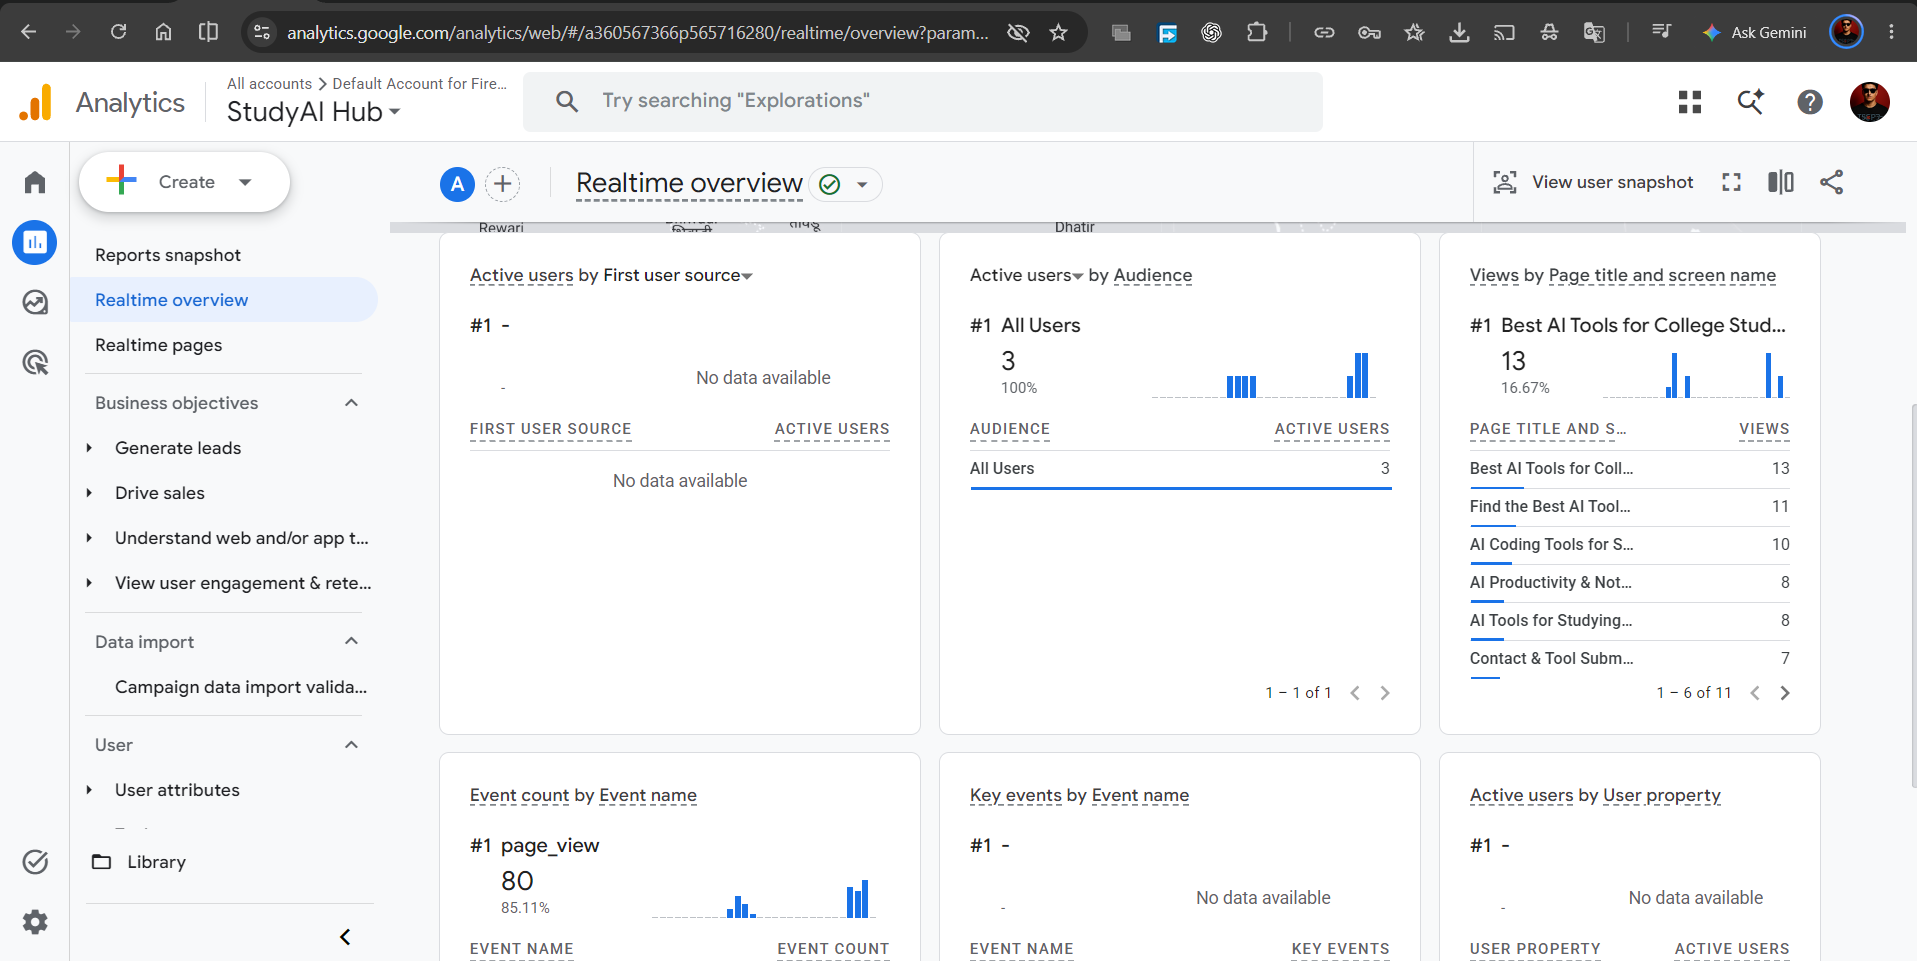 analytics.google.com/analytics/web/#/a360567366p565716280/realtime/overview?param...
Ask Gemini
Analytics
All accounts > Default Account for Fire...
StudyAI Hub
Try searching "Explorations"
Create
A
Realtime overview
View user snapshot
Reports snapshot
Realtime overview
Realtime pages
Business objectives
Generate leads
Drive sales
Understand web and/or app t...
View user engagement & rete...
Data import
Campaign data import valida...
User
User attributes
Library
Rewari
Dhatir
Active users by First user source
#1 -
-
No data available
FIRST USER SOURCE ACTIVE USERS
No data available
Active users by Audience
#1 All Users
3
100%
AUDIENCE ACTIVE USERS
All Users 3
1 – 1 of 1
Views by Page title and screen name
#1 Best AI Tools for College Stud...
13
16.67%
PAGE TITLE AND S... VIEWS
Best AI Tools for Coll... 13
Find the Best AI Tool... 11
AI Coding Tools for S... 10
AI Productivity & Not... 8
AI Tools for Studying... 8
Contact & Tool Subm... 7
1 – 6 of 11
Event count by Event name
#1 page_view
80
85.11%
EVENT NAME EVENT COUNT
Key events by Event name
#1 -
-
No data available
EVENT NAME KEY EVENTS
Active users by User property
#1 -
-
No data available
USER PROPERTY ACTIVE USERS